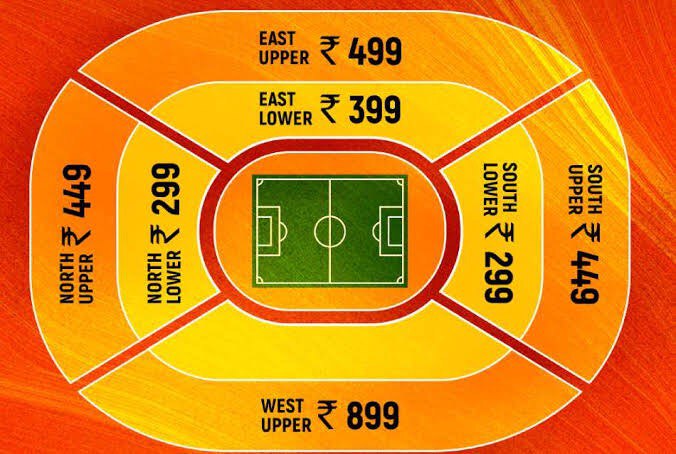 EAST
UPPER ₹ 499
EAST
LOWER ₹ 399
NORTH
UPPER ₹ 449
NORTH
LOWER ₹ 299
SOUTH
LOWER ₹ 299
SOUTH
UPPER ₹ 449
WEST
UPPER ₹ 899